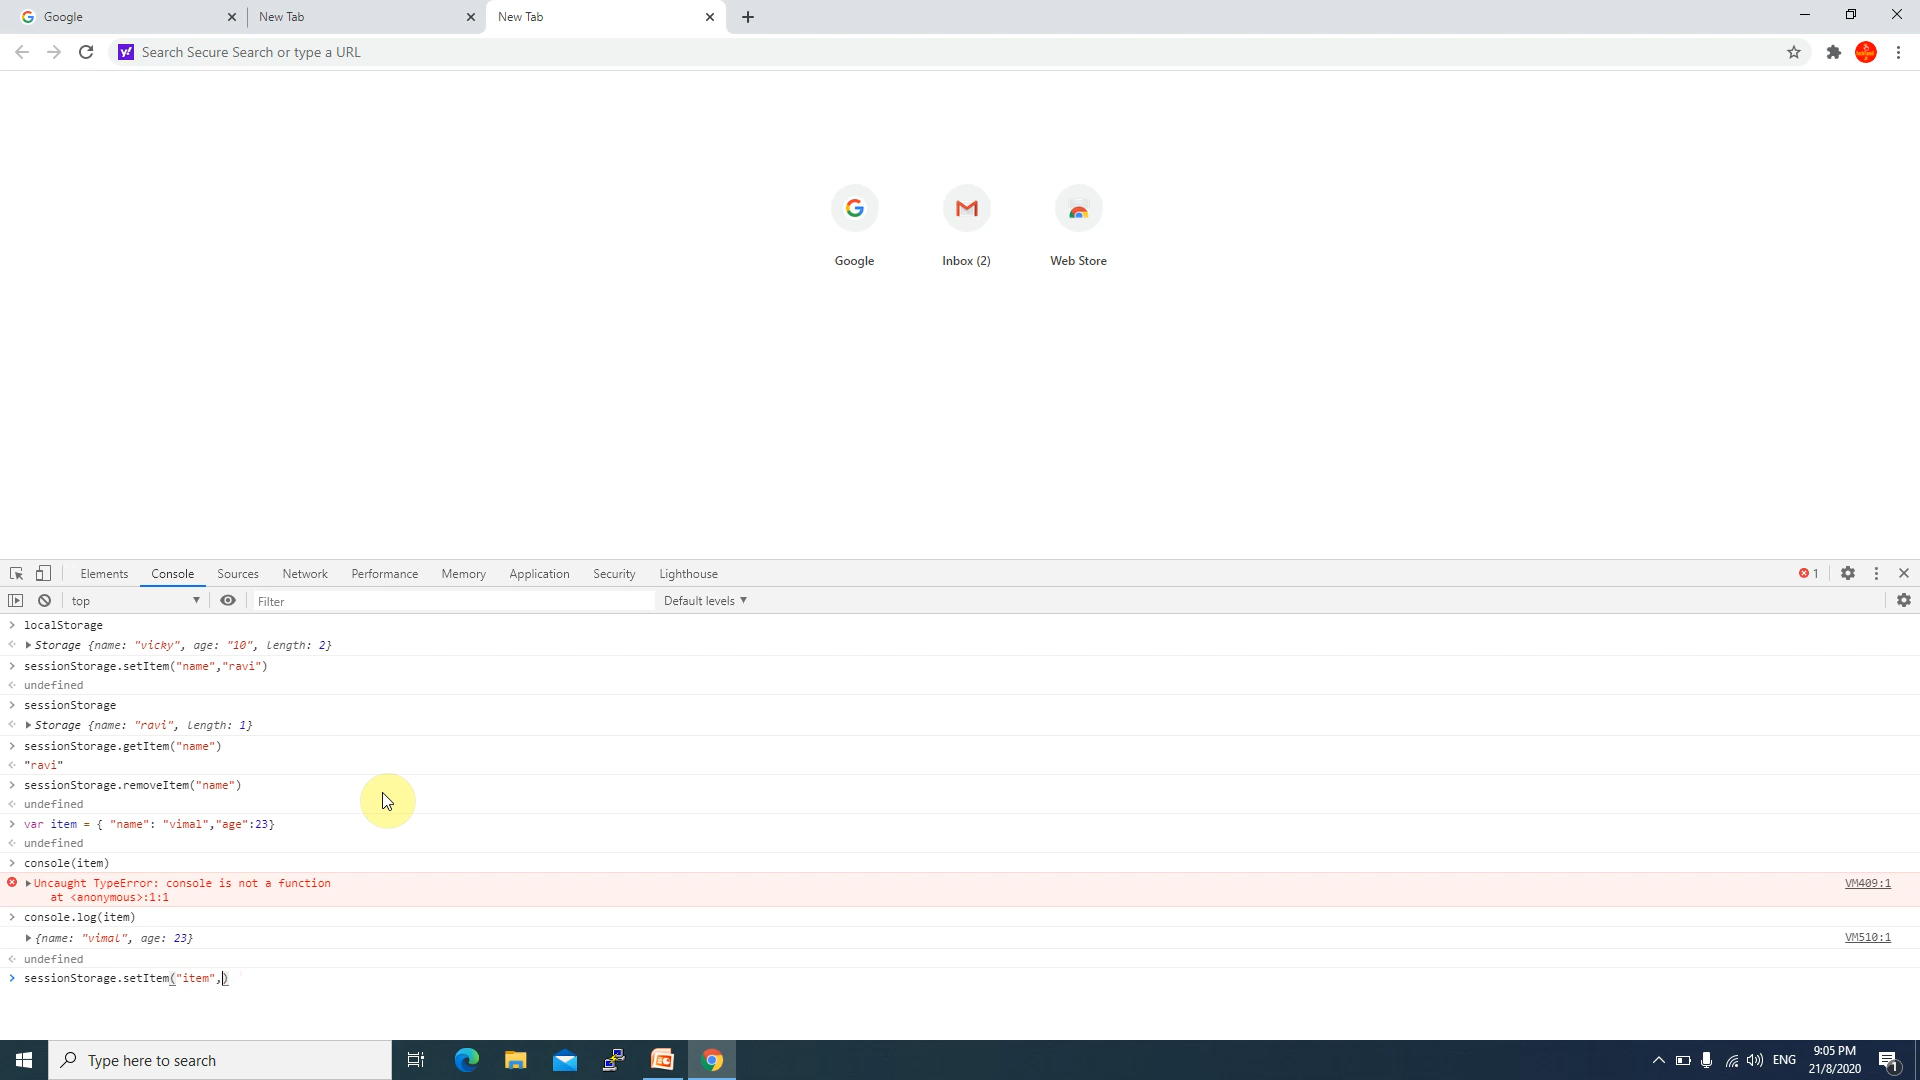 Google
New Tab
New Tab
Search Secure Search or type a URL
Google
Inbox (2)
Web Store
Elements Console Sources Network Performance Memory Application Security Lighthouse 1
top Filter Default levels
localStorage
Storage {name: "vicky", age: "10", length: 2}
sessionStorage.setItem("name","ravi")
undefined
sessionStorage
Storage {name: "ravi", length: 1}
sessionStorage.getItem("name")
"ravi"
sessionStorage.removeItem("name")
undefined
var item = { "name": "vimal","age":23}
undefined
console(item)
Uncaught TypeError: console is not a function VM409:1
at <anonymous>:1:1
console.log(item)
{name: "vimal", age: 23} VM510:1
undefined
sessionStorage.setItem("item",)
Type here to search
ENG
9:05 PM
21/8/2020
1